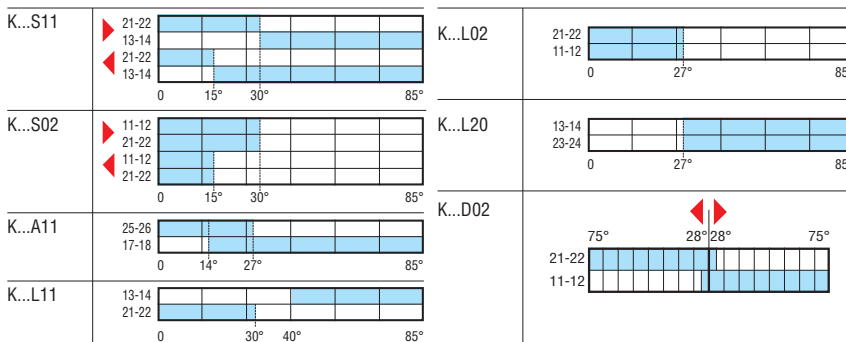 K...S11
21-22
13-14
21-22
13-14
0 15° 30° 85°
K...S02
11-12
21-22
11-12
21-22
0 15° 30° 85°
K...A11
25-26
17-18
0 14° 27° 85°
K...L11
13-14
21-22
0 30° 40° 85°
K...L02
21-22
11-12
0 27° 85
K...L20
13-14
23-24
0 27° 85
K...D02
75° 28° 28° 75°
21-22
11-12